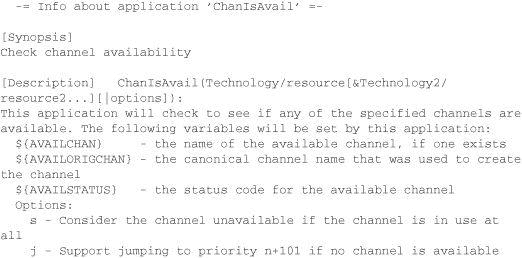 -= Info about application 'ChanIsAvail' =-
[Synopsis]
Check channel availability
[Description]   ChanIsAvail(Technology/resource[&Technology2/
resource2...][|options]):
This application will check to see if any of the specified channels are
available. The following variables will be set by this application:
${AVAILCHAN}     - the name of the available channel, if one exists
${AVAILORIGCHAN} - the canonical channel name that was used to create
the channel
${AVAILSTATUS}   - the status code for the available channel
Options:
s - Consider the channel unavailable if the channel is in use at
all
j - Support jumping to priority n+101 if no channel is available